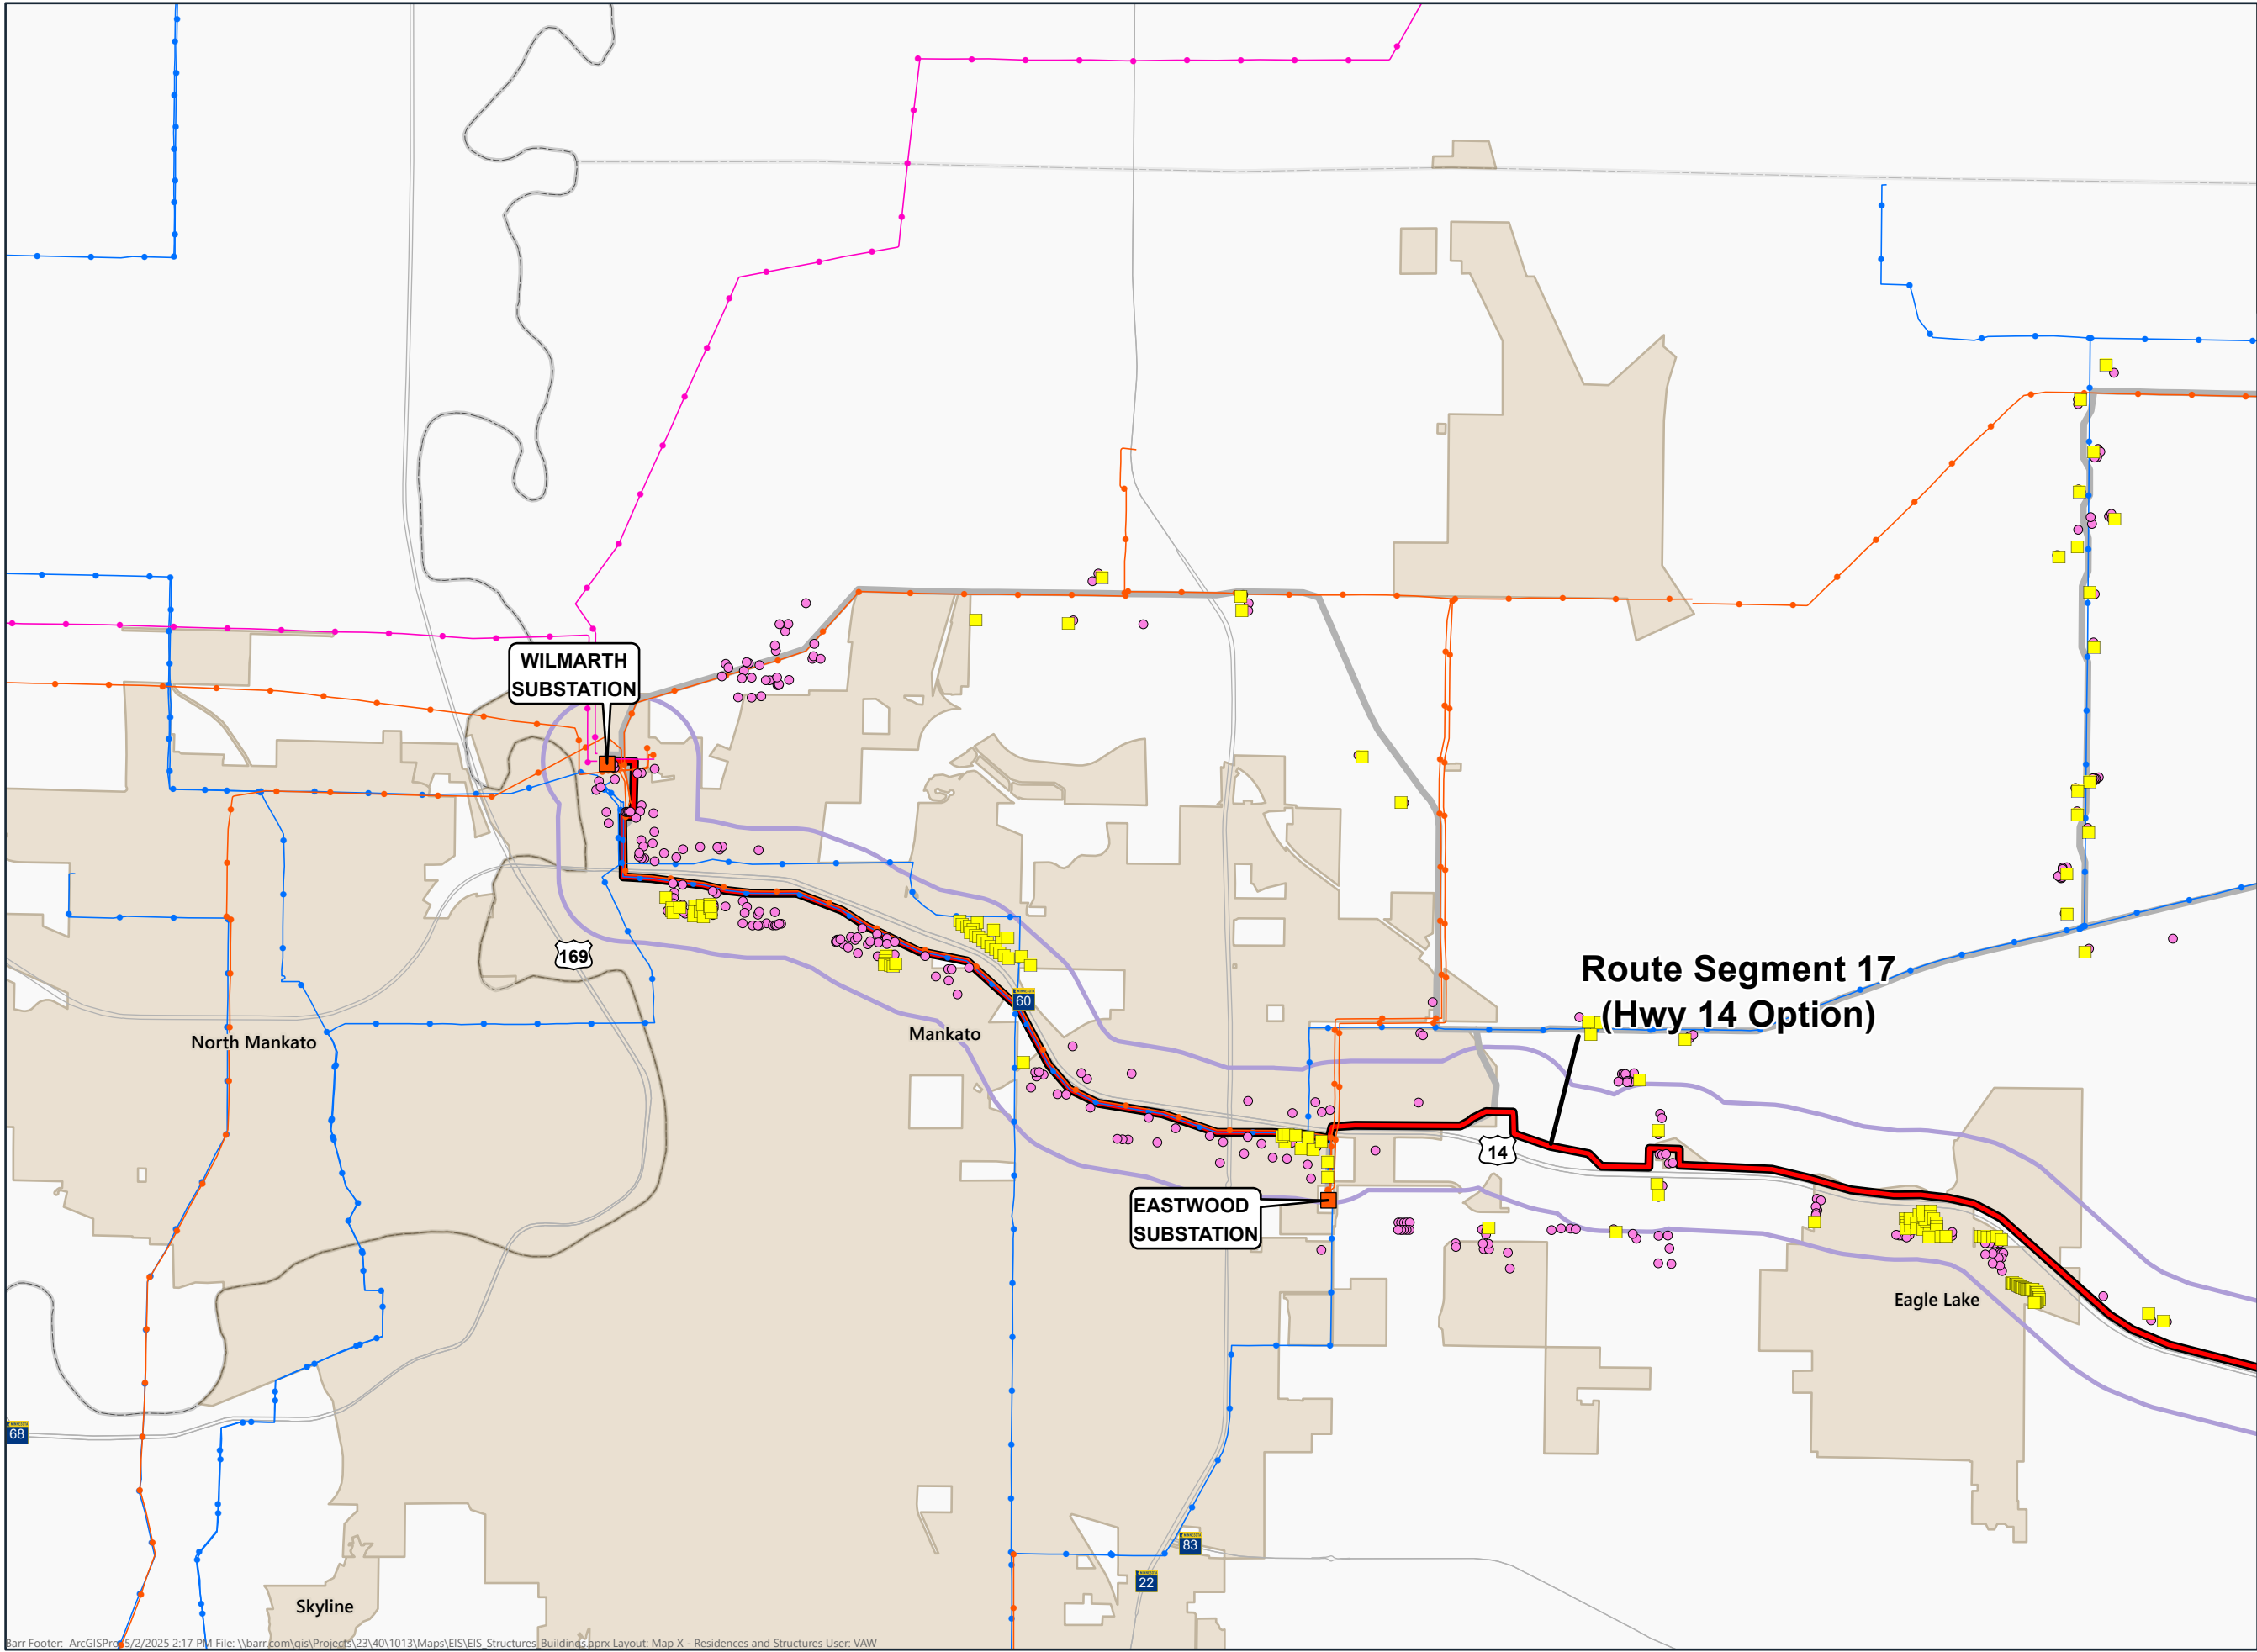 WILMARTH
SUBSTATION
169
Route Segment 17
(Hwy 14 Option)
60
North Mankato
Mankato
14
EASTWOOD
SUBSTATION
Eagle Lake
68
83
22
Skyline
Barr Footer: ArcGISPro, 5/2/2025 2:17 PM File: \\barr.com\gis\Projects\23\40\1013\Maps\EIS\EIS_Structures_Buildings.aprx Layout: Map X - Residences and Structures User: VAW